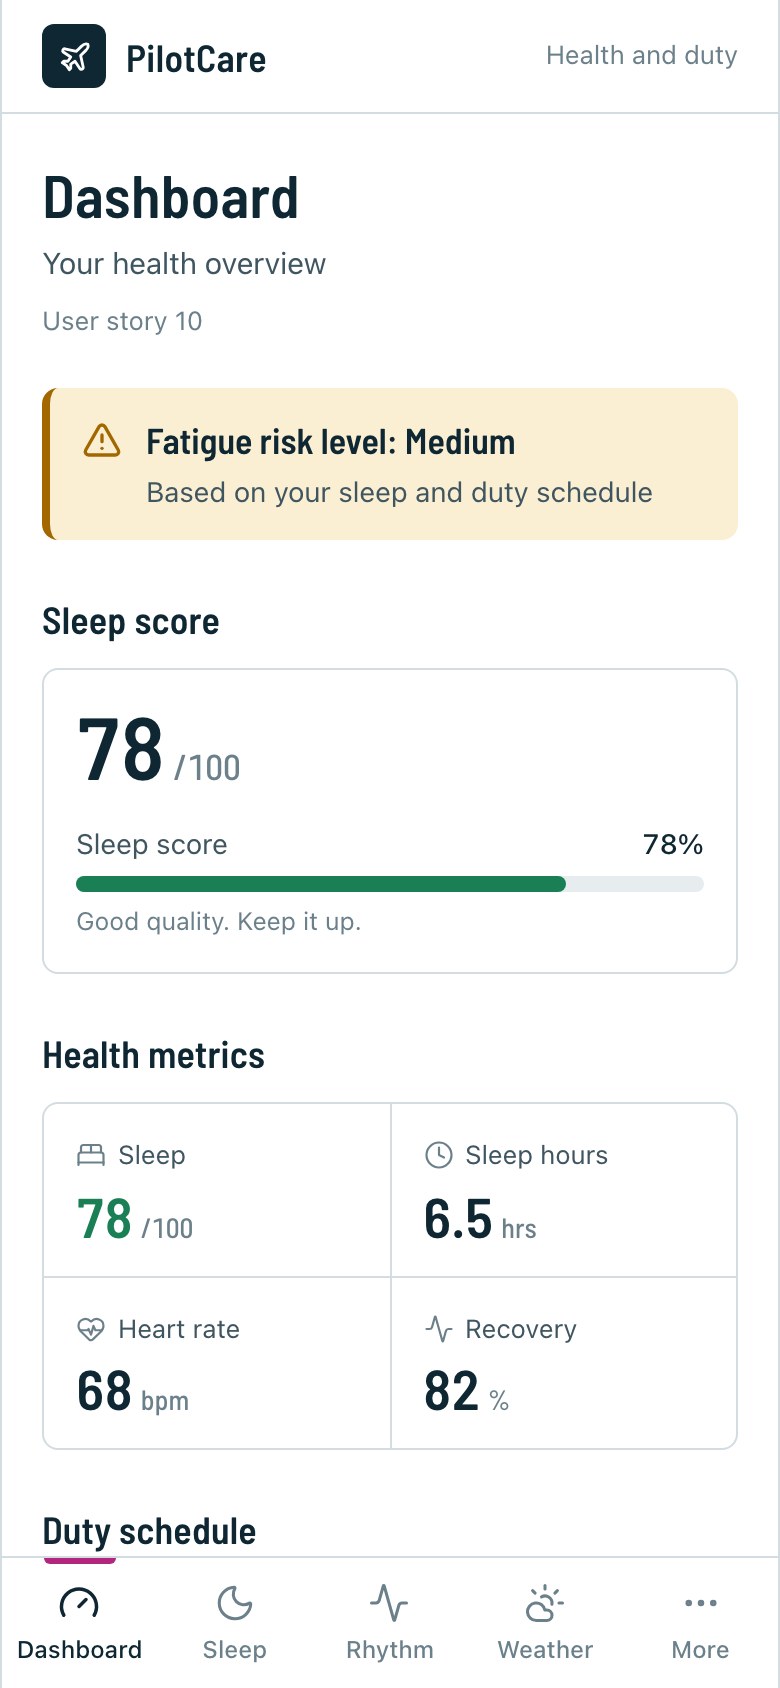 PilotCare
Health and duty
Dashboard
Your health overview
User story 10
Fatigue risk level: Medium
Based on your sleep and duty schedule
Sleep score
78 /100
Sleep score 78%
Good quality. Keep it up.
Health metrics
Sleep
78 /100
Sleep hours
6.5 hrs
Heart rate
68 bpm
Recovery
82 %
Duty schedule
Dashboard
Sleep
Rhythm
Weather
More